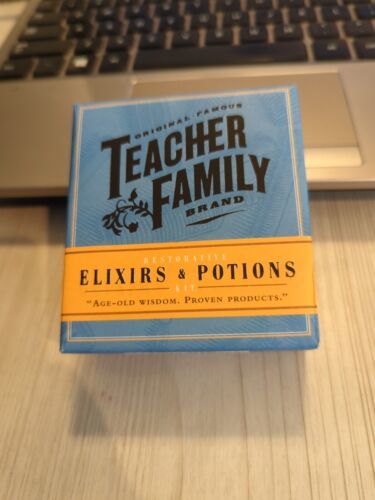 ORIGINAL FAMOUS
TEACHER
FAMILY
BRAND
RESTORATIVE
ELIXIRS & POTIONS
KIT
"AGE-OLD WISDOM. PROVEN PRODUCTS."